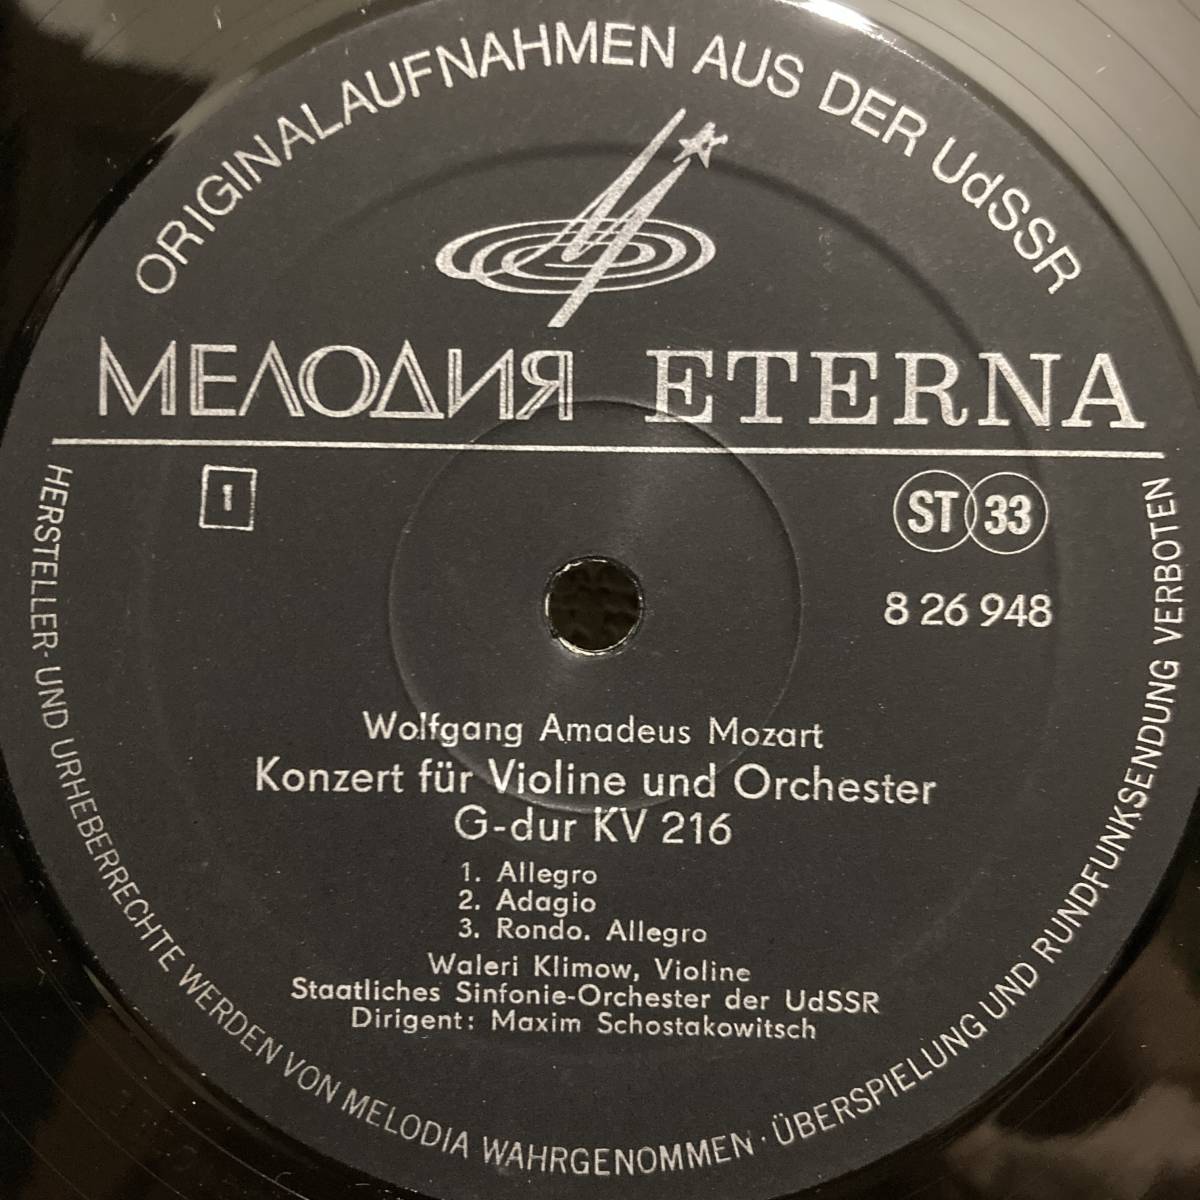 ORIGINALAUFNAHMEN AUS DER UdSSR
МЕЛОДИЯ ETERNA
1
ST 33
8 26 948
Wolfgang Amadeus Mozart
Konzert für Violine und Orchester
G-dur KV 216
1. Allegro
2. Adagio
3. Rondo. Allegro
Waleri Klimow, Violine
Staatliches Sinfonie-Orchester der UdSSR
Dirigent: Maxim Schostakowitsch
HERSTELLER- UND URHEBERRECHTE WERDEN VON MELODIA WAHRGENOMMEN · ÜBERSPIELUNG UND RUNDFUNKSENDUNG VERBOTEN